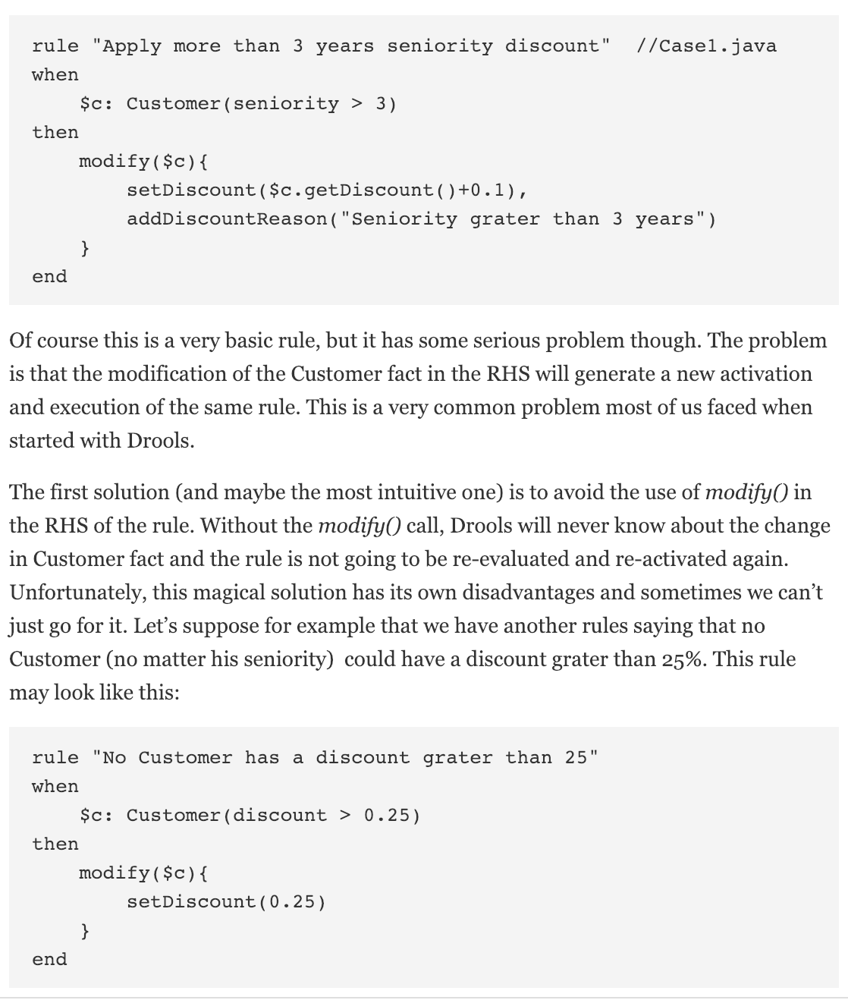 rule "Apply more than 3 years seniority discount"  //Case1.java
when
    $c: Customer(seniority > 3)
then
    modify($c){
        setDiscount($c.getDiscount()+0.1),
        addDiscountReason("Seniority grater than 3 years")
    }
end
Of course this is a very basic rule, but it has some serious problem though. The problem
is that the modification of the Customer fact in the RHS will generate a new activation
and execution of the same rule. This is a very common problem most of us faced when
started with Drools.
The first solution (and maybe the most intuitive one) is to avoid the use of modify() in
the RHS of the rule. Without the modify() call, Drools will never know about the change
in Customer fact and the rule is not going to be re-evaluated and re-activated again.
Unfortunately, this magical solution has its own disadvantages and sometimes we can’t
just go for it. Let’s suppose for example that we have another rules saying that no
Customer (no matter his seniority)  could have a discount grater than 25%. This rule
may look like this:
rule "No Customer has a discount grater than 25"
when
    $c: Customer(discount > 0.25)
then
    modify($c){
        setDiscount(0.25)
    }
end